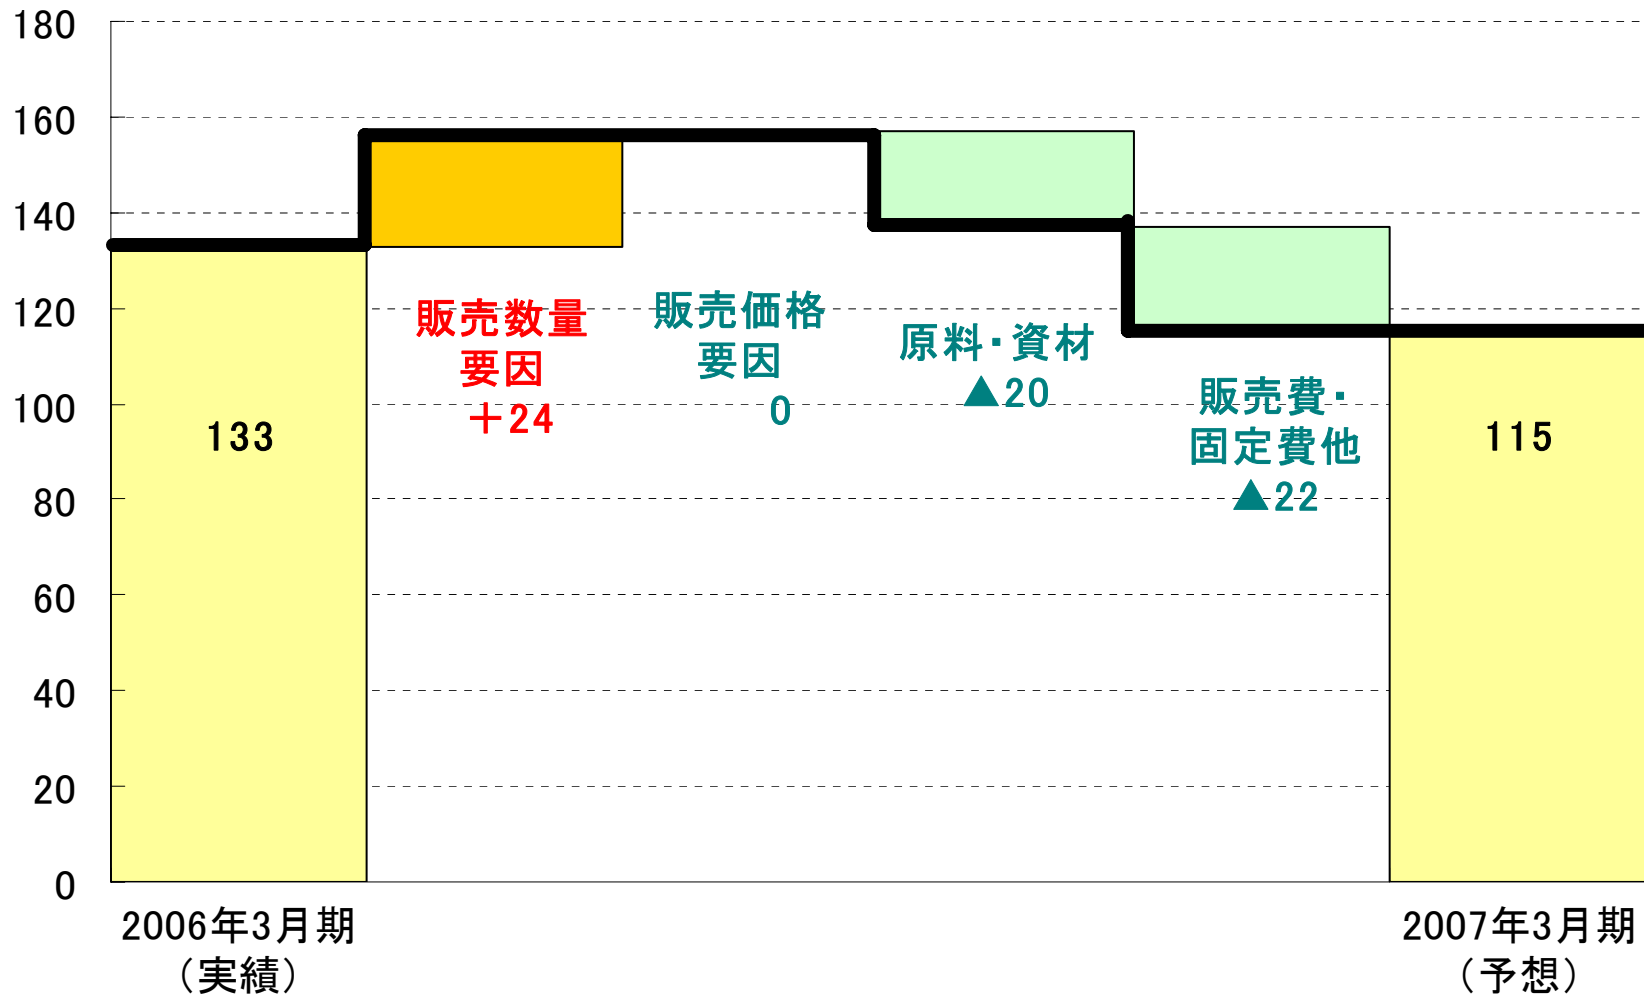 180
160
140
120
100
80
60
40
20
0
133
販売数量
要因
＋24
販売価格
要因
0
原料・資材
▲20
販売費・
固定費他
▲22
115
2006年3月期
（実績）
2007年3月期
（予想）